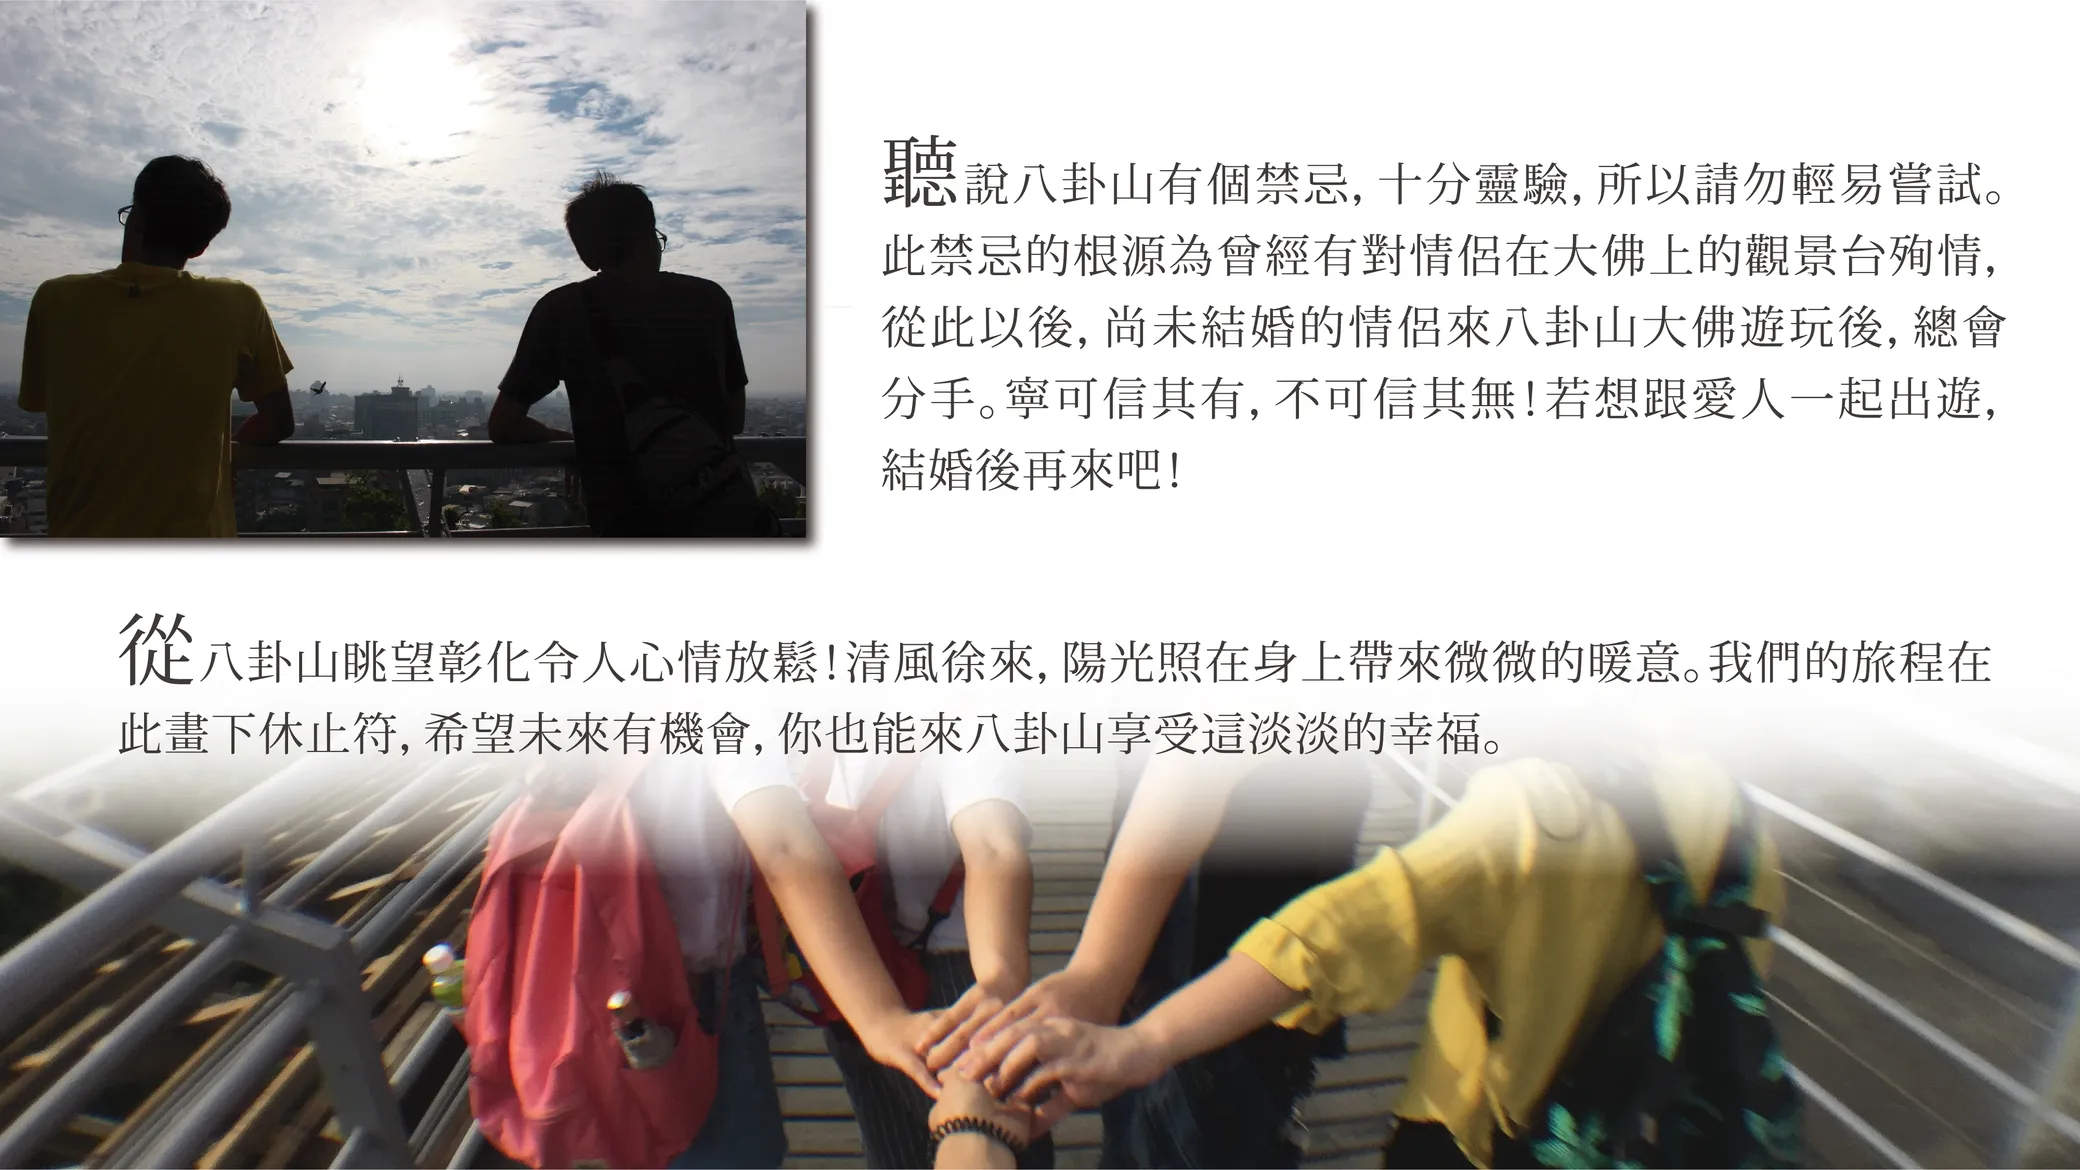 聽說八卦山有個禁忌，十分靈驗，所以請勿輕易嘗試。
此禁忌的根源為曾經有對情侶在大佛上的觀景台殉情，
從此以後，尚未結婚的情侶來八卦山大佛遊玩後，總會
分手。寧可信其有，不可信其無！若想跟愛人一起出遊，
結婚後再來吧！
從八卦山眺望彰化令人心情放鬆！清風徐來，陽光照在身上帶來微微的暖意。我們的旅程在
此畫下休止符，希望未來有機會，你也能來八卦山享受這淡淡的幸福。